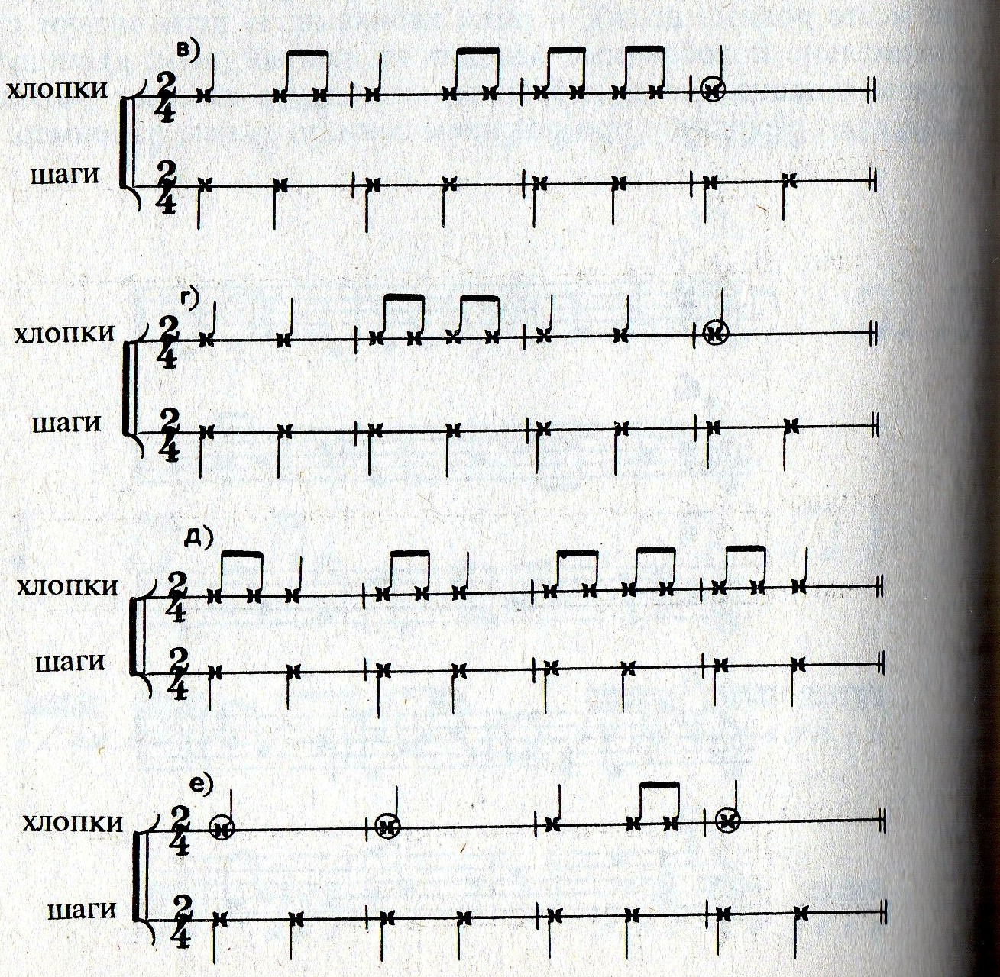 в)
хлопки 2/4
шаги 2/4
г)
хлопки 2/4
шаги 2/4
д)
хлопки 2/4
шаги 2/4
е)
хлопки 2/4
шаги 2/4